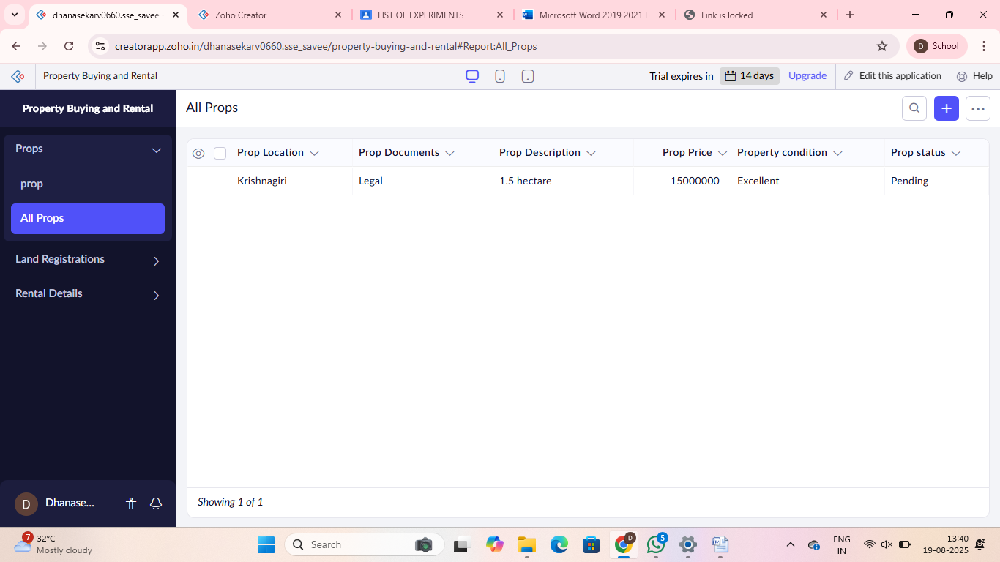 dhanasekarv0660.sse_savee
Zoho Creator
LIST OF EXPERIMENTS
Microsoft Word 2019 2021
Link is locked
creatorapp.zoho.in/dhanasekarv0660.sse_savee/property-buying-and-rental#Report:All_Props
D School
Property Buying and Rental
Trial expires in 14 days Upgrade Edit this application Help
Property Buying and Rental
All Props
Props
prop
All Props
Land Registrations
Rental Details
Prop Location Prop Documents Prop Description Prop Price Property condition Prop status
Krishnagiri Legal 1.5 hectare 15000000 Excellent Pending
Showing 1 of 1
D Dhanase...
7 32°C
Mostly cloudy
Search
D
5
ENG
IN
13:40
19-08-2025